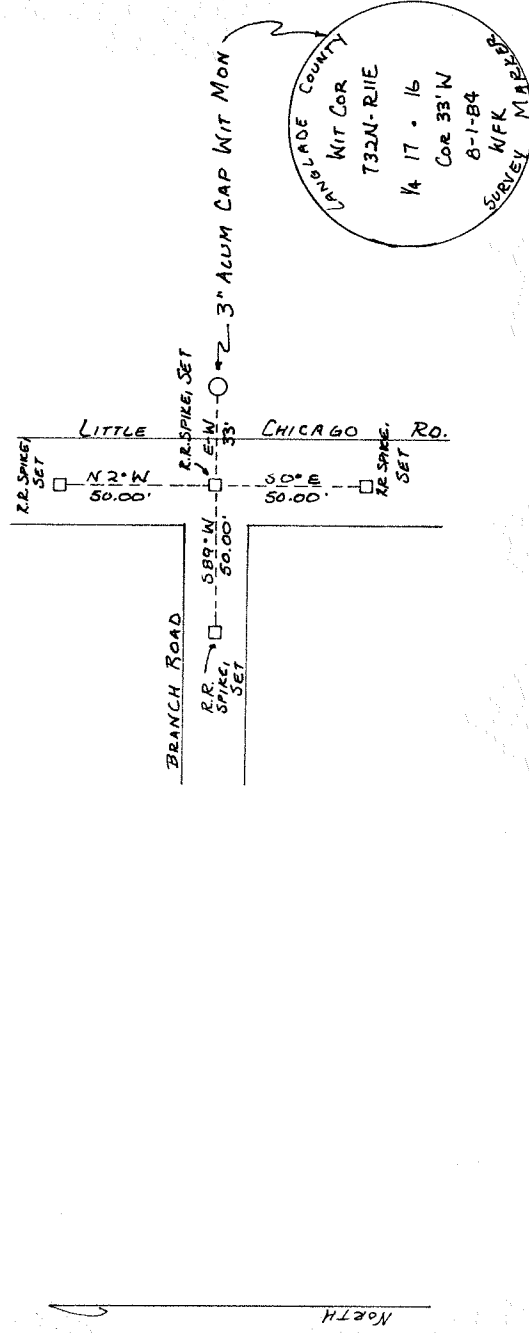 LANGLADE COUNTY
WIT COR
T32N-R11E
1/4 17 • 16
COR 33' W
8-1-84
WFK
SURVEY MARKER
3" ALUM CAP WIT MON
R.R. SPIKE,
SET
LITTLE CHICAGO RD.
R.R. SPIKE, SET
N 2° W
50.00'
E-W
33'
S 0° E
50.00'
R.R. SPIKE,
SET
S 89° W
50.00'
BRANCH ROAD
R.R.
SPIKE,
SET
NORTH